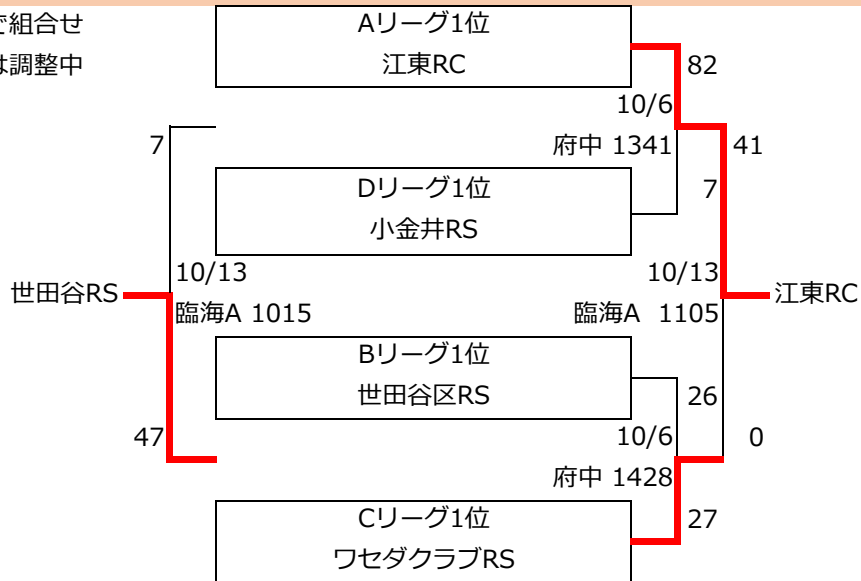 で組合せ
は調整中
Aリーグ1位
江東RC
82
10/6
府中 1341
41
7
Dリーグ1位
小金井RS
7
10/13
臨海A 1015
世田谷RS
10/13
臨海A 1105
江東RC
Bリーグ1位
世田谷区RS
26
47
10/6
0
府中 1428
Cリーグ1位
ワセダクラブRS
27